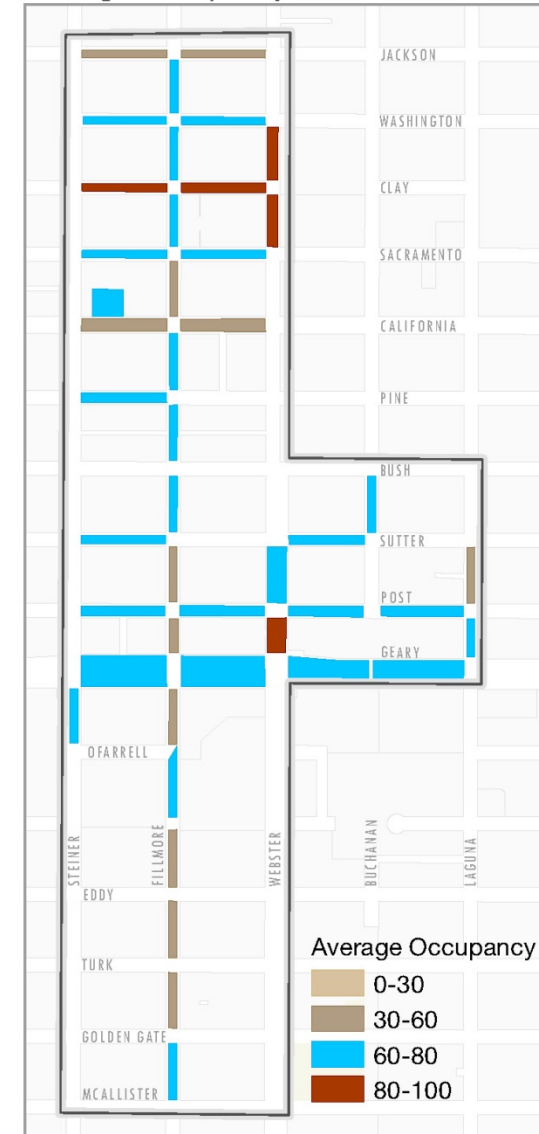 JACKSON
WASHINGTON
CLAY
SACRAMENTO
CALIFORNIA
PINE
BUSH
SUTTER
POST
GEARY
OFARRELL
STEINER
FILLMORE
WEBSTER
BUCHANAN
LAGUNA
EDDY
TURK
GOLDEN GATE
MCALLISTER
Average Occupancy
0-30
30-60
60-80
80-100